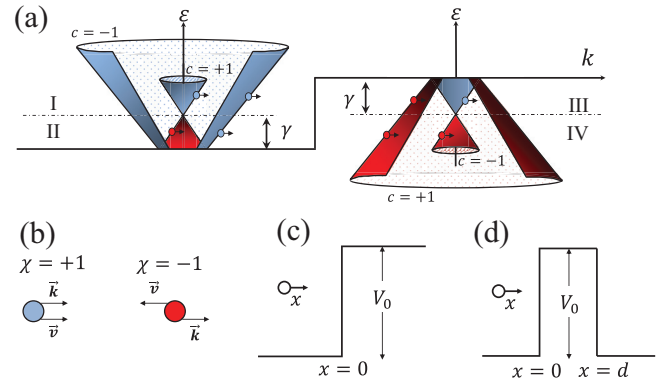 (a)
ε
ε
c = −1
c = +1
k
I
γ
III
II
γ
IV
c = −1
c = +1
(b)
(c)
(d)
χ = +1
χ = −1
k⃗
v⃗
v⃗
k⃗
x
V₀
x
V₀
x = 0
x = 0
x = d